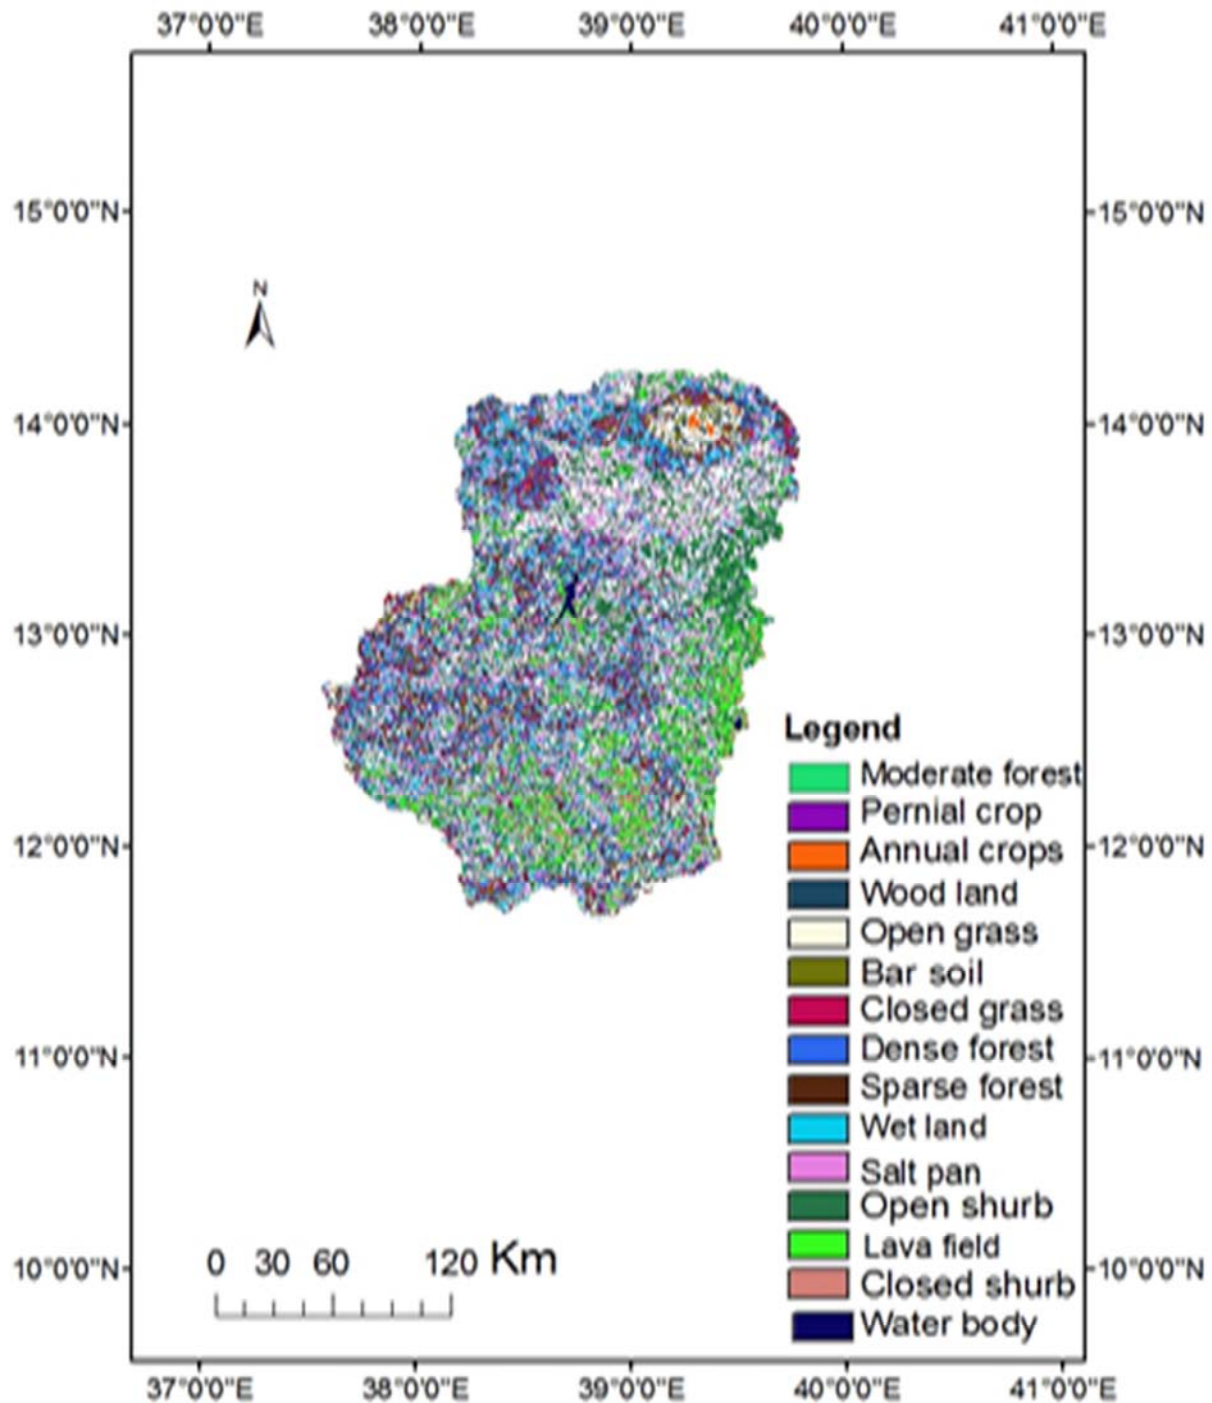 37°0'0"E 38°0'0"E 39°0'0"E 40°0'0"E 41°0'0"E
15°0'0"N 15°0'0"N
N
14°0'0"N 14°0'0"N
13°0'0"N 13°0'0"N
Legend
Moderate forest
Pernial crop
12°0'0"N Annual crops 12°0'0"N
Wood land
Open grass
Bar soil
Closed grass
11°0'0"N Dense forest 11°0'0"N
Sparse forest
Wet land
Salt pan
Open shurb
Lava field
0 30 60 120 Km
10°0'0"N Closed shurb 10°0'0"N
Water body
37°0'0"E 38°0'0"E 39°0'0"E 40°0'0"E 41°0'0"E